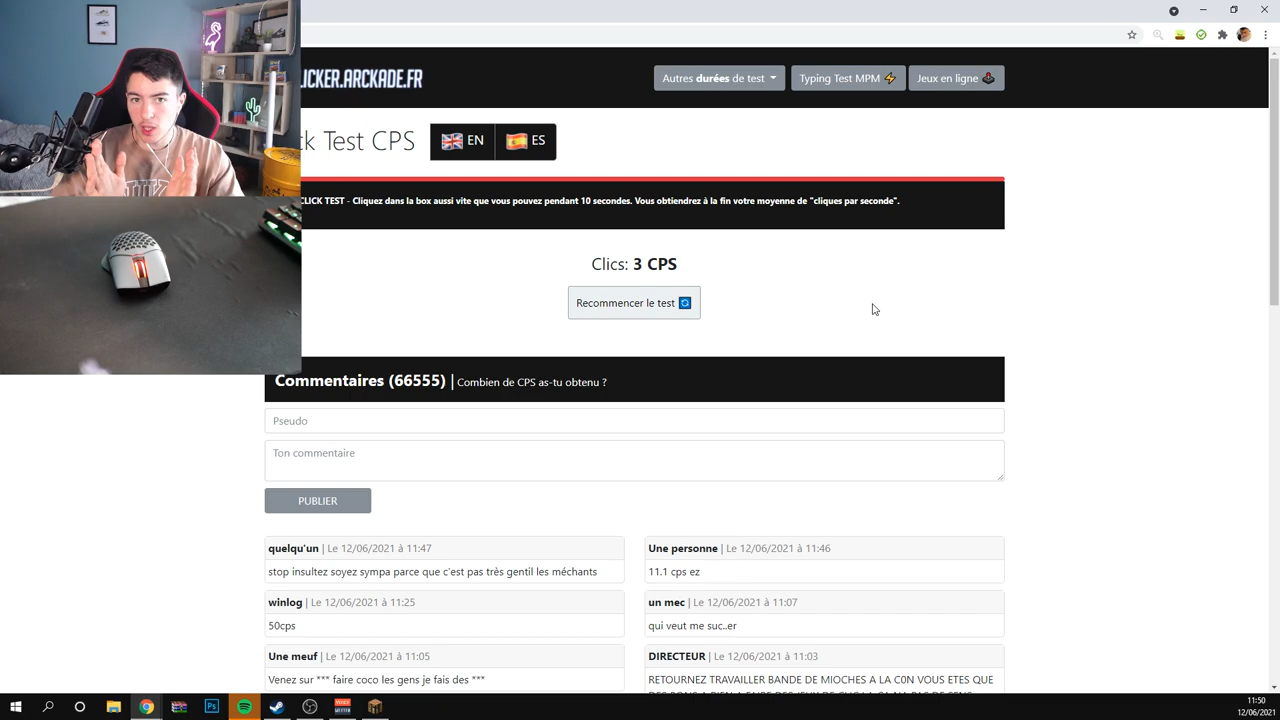 ICKER.ARCKADE.FR
Autres durées de test
Typing Test MPM
Jeux en ligne
Test CPS
EN
ES
CLICK TEST - Cliquez dans la box aussi vite que vous pouvez pendant 10 secondes. Vous obtiendrez à la fin votre moyenne de "cliques par seconde".
Clics: 3 CPS
Recommencer le test
Commentaires (66555) | Combien de CPS as-tu obtenu ?
Pseudo
Ton commentaire
PUBLIER
quelqu'un | Le 12/06/2021 à 11:47
stop insultez soyez sympa parce que c'est pas très gentil les méchants
Une personne | Le 12/06/2021 à 11:46
11.1 cps ez
winlog | Le 12/06/2021 à 11:25
50cps
un mec | Le 12/06/2021 à 11:07
qui veut me suc..er
Une meuf | Le 12/06/2021 à 11:05
Venez sur *** faire coco les gens je fais des ***
DIRECTEUR | Le 12/06/2021 à 11:03
RETOURNEZ TRAVAILLER BANDE DE MIOCHES A LA C0N VOUS ETES QUE
Ps
11:50
12/06/2021